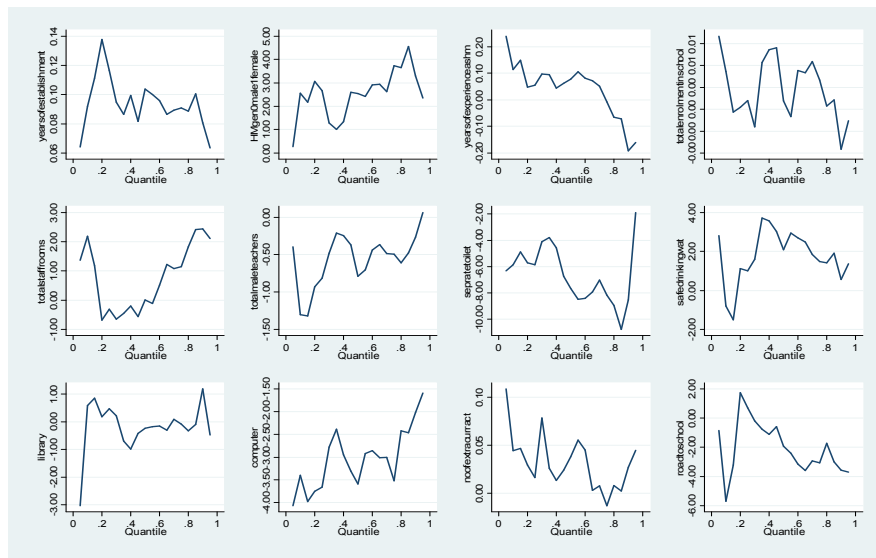 yearsofestablishment
0.06 0.08 0.10 0.12 0.14
0 .2 .4 .6 .8 1
Quantile
HMgen0male1female
0.00 1.00 2.00 3.00 4.00 5.00
0 .2 .4 .6 .8 1
Quantile
yearsofexperienceashm
-0.20 -0.10 0.00 0.10 0.20
0 .2 .4 .6 .8 1
Quantile
totalenrolmentinschool
-0.00 0.00 0.00 0.00 0.01 0.01
0 .2 .4 .6 .8 1
Quantile
totalstaffrooms
-1.00 0.00 1.00 2.00 3.00
0 .2 .4 .6 .8 1
Quantile
totalmaleteachers
-1.50 -1.00 -0.50 0.00
0 .2 .4 .6 .8 1
Quantile
sepratetoilet
-10.00 -8.00 -6.00 -4.00 -2.00
0 .2 .4 .6 .8 1
Quantile
safedrinkingwat
-2.00 0.00 2.00 4.00
0 .2 .4 .6 .8 1
Quantile
library
-3.00 -2.00 -1.00 0.00 1.00
0 .2 .4 .6 .8 1
Quantile
computer
-4.00 -3.50 -3.00 -2.50 -2.00 -1.50
0 .2 .4 .6 .8 1
Quantile
noofextracurract
0.00 0.05 0.10
0 .2 .4 .6 .8 1
Quantile
roadtoschool
-6.00 -4.00 -2.00 0.00 2.00
0 .2 .4 .6 .8 1
Quantile